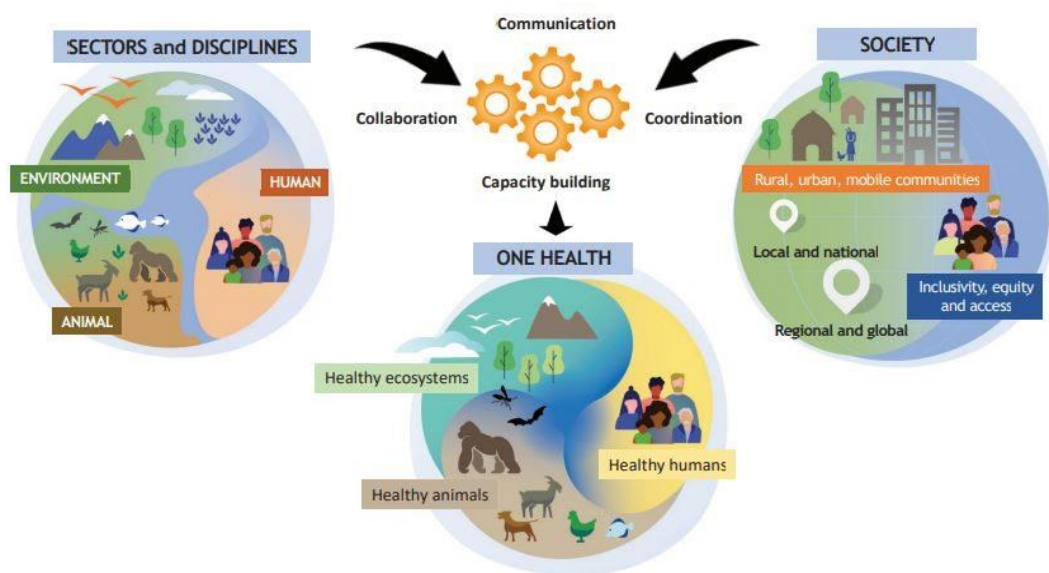 SECTORS and DISCIPLINES
ENVIRONMENT
HUMAN
ANIMAL
Communication
Collaboration
Coordination
Capacity building
SOCIETY
Rural, urban, mobile communities
Local and national
Inclusivity, equity
and access
Regional and global
ONE HEALTH
Healthy ecosystems
Healthy humans
Healthy animals